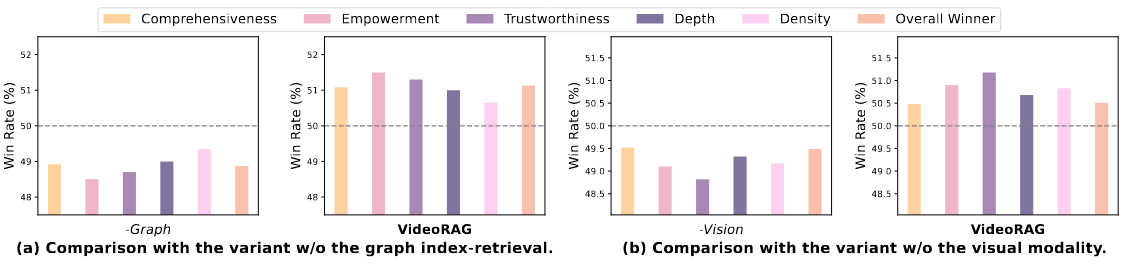 Comprehensiveness Empowerment Trustworthiness Depth Density Overall Winner
Win Rate (%)
52
51
50
49
48
-Graph
Win Rate (%)
52
51
50
49
48
VideoRAG
(a) Comparison with the variant w/o the graph index-retrieval.
Win Rate (%)
51.5
51.0
50.5
50.0
49.5
49.0
48.5
-Vision
Win Rate (%)
51.5
51.0
50.5
50.0
49.5
49.0
48.5
VideoRAG
(b) Comparison with the variant w/o the visual modality.